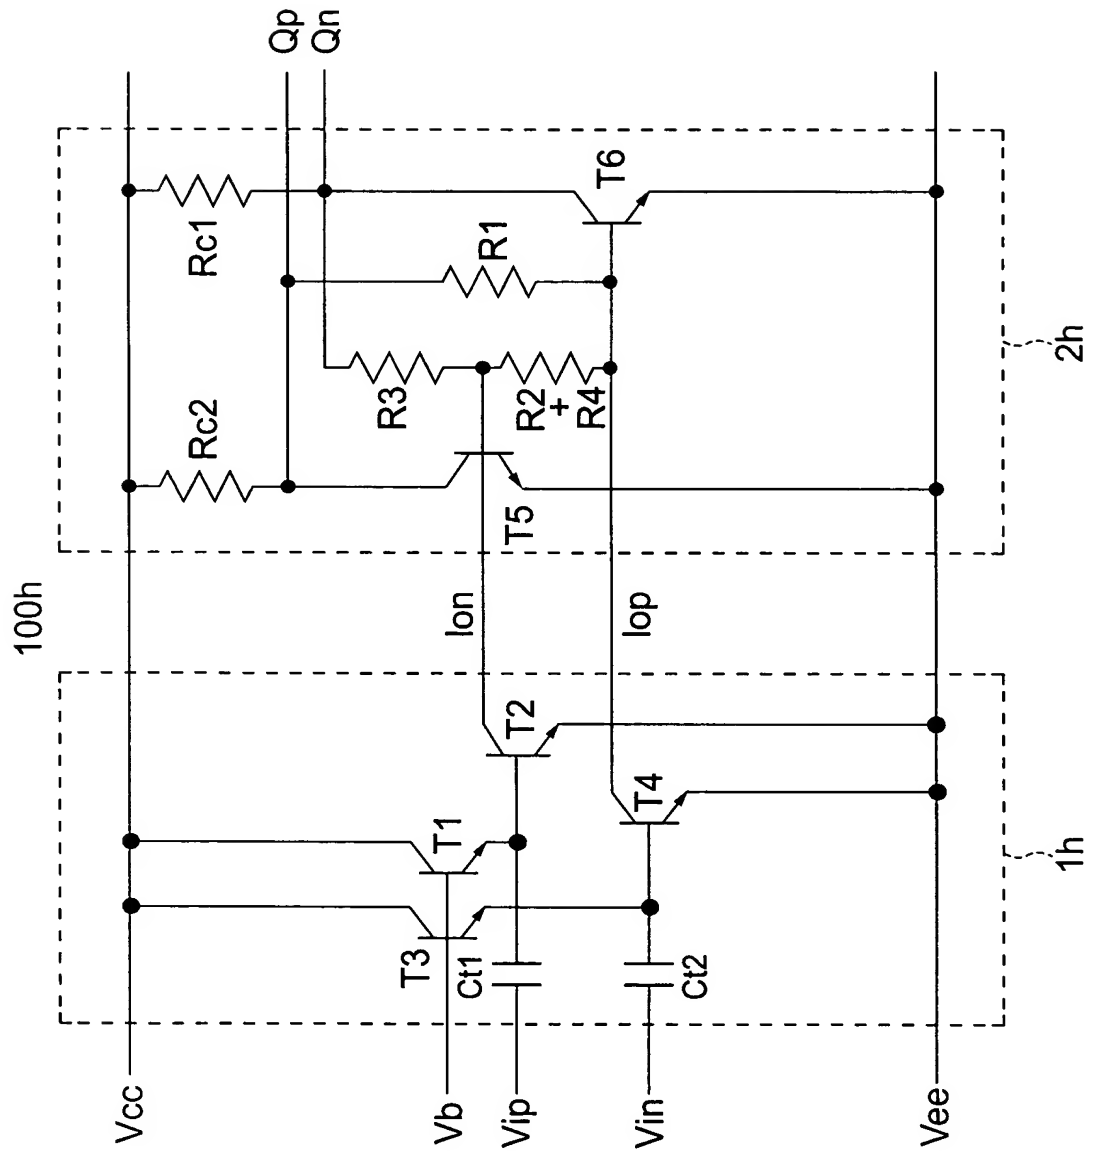 100h
Qp
Qn
Rc2
Rc1
R3
R2
+
R4
R1
T5
T6
2h
Ion
Iop
T3
T1
T2
T4
Ct1
Ct2
1h
Vcc
Vb
Vip
Vin
Vee